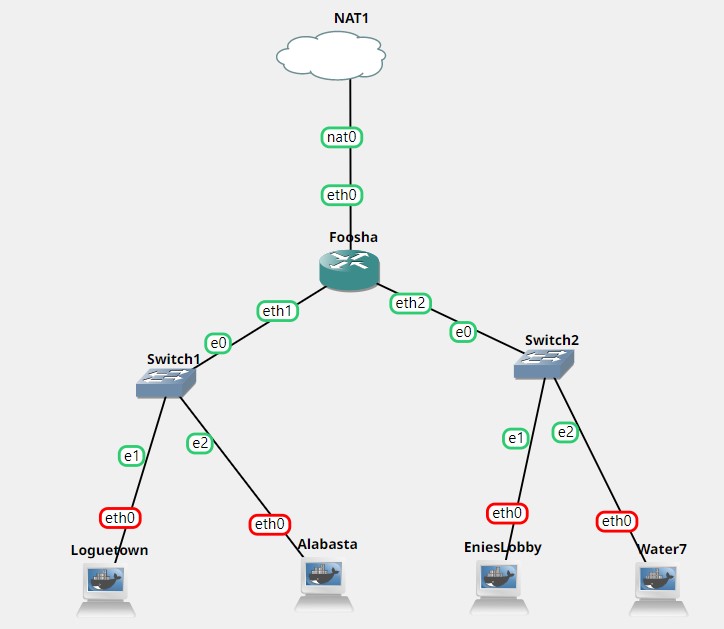 NAT1
nat0
eth0
Foosha
eth1
eth2
e0
e0
Switch1
Switch2
e1
e2
e1
e2
eth0
eth0
eth0
eth0
Loguetown
Alabasta
EniesLobby
Water7